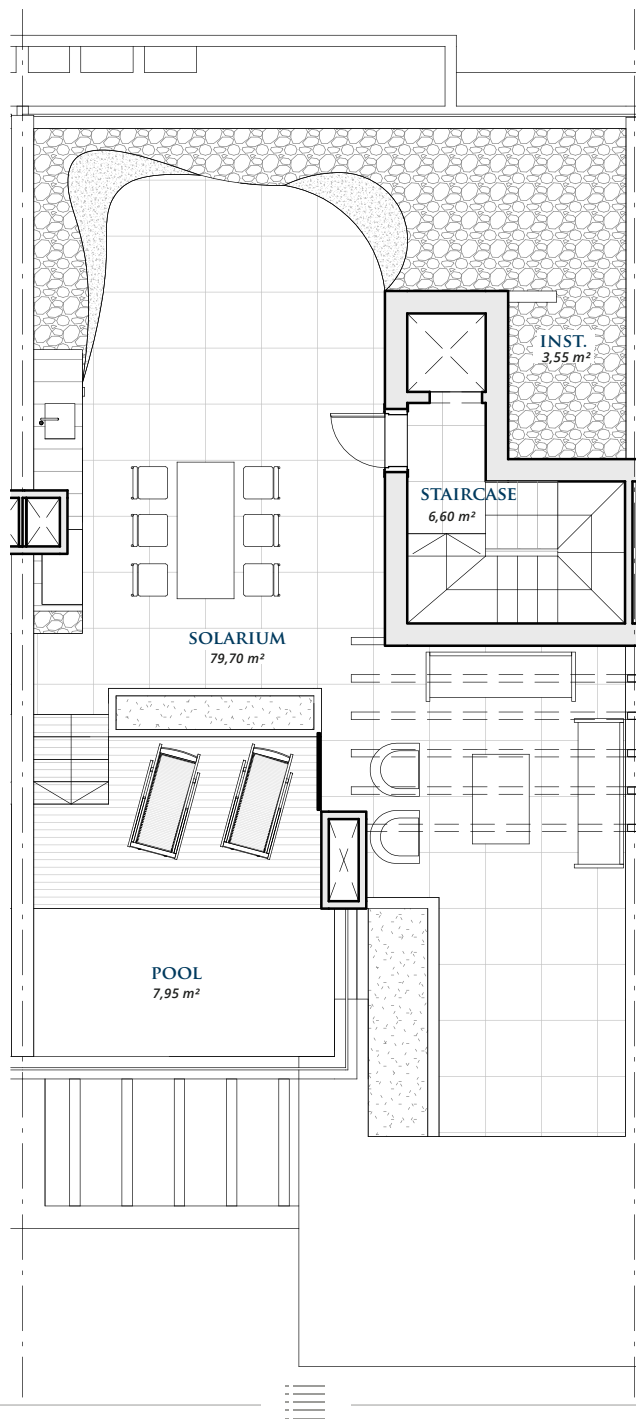 INST.
3,55 m²
STAIRCASE
6,60 m²
SOLARIUM
79,70 m²
POOL
7,95 m²